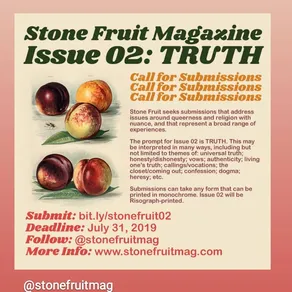 Stone Fruit Magazine
Issue 02: TRUTH
Call for Submissions
Call for Submissions
Call for Submissions
Stone Fruit seeks submissions that address
issues around queerness and religion with
nuance, and that represent a broad range of
experiences.
The prompt for Issue 02 is TRUTH. This may
be interpreted in many ways, including but
not limited to themes of: universal truth;
honesty/dishonesty; vows; authenticity; living
one's truth; callings/vocations; the
closet/coming out; confession; dogma;
heresy; etc.
Submissions can take any form that can be
printed in monochrome. Issue 02 will be
Risograph-printed.
Submit: bit.ly/stonefruit02
Deadline: July 31, 2019
Follow: @stonefruitmag
More Info: www.stonefruitmag.com
@stonefruitmag